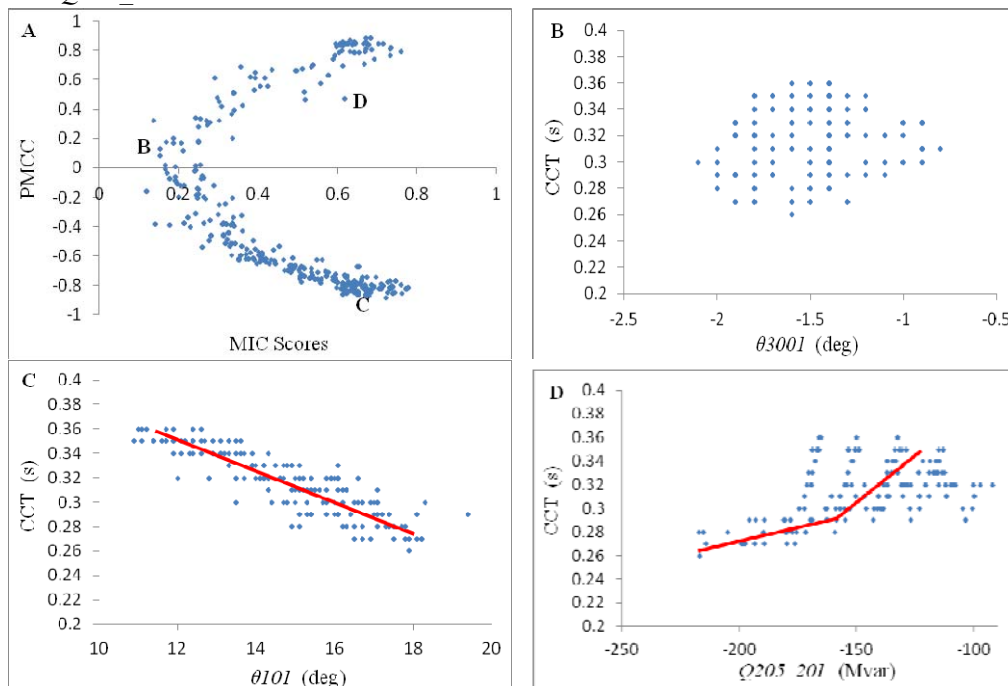 A
1
0.8
0.6
0.4
0.2
0
-0.2
-0.4
-0.6
-0.8
-1
PMCC
0 0.2 0.4 0.6 0.8 1
MIC Scores
B
C
D
B
0.4
0.38
0.36
0.34
0.32
0.3
0.28
0.26
0.24
0.22
0.2
CCT (s)
-2.5 -2 -1.5 -1 -0.5
θ3001 (deg)
C
0.4
0.38
0.36
0.34
0.32
0.3
0.28
0.26
0.24
0.22
0.2
CCT (s)
10 12 14 16 18 20
θ101 (deg)
D
0.4
0.38
0.36
0.34
0.32
0.3
0.28
0.26
0.24
0.22
0.2
CCT (s)
-250 -200 -150 -100
Q205_201 (Mvar)